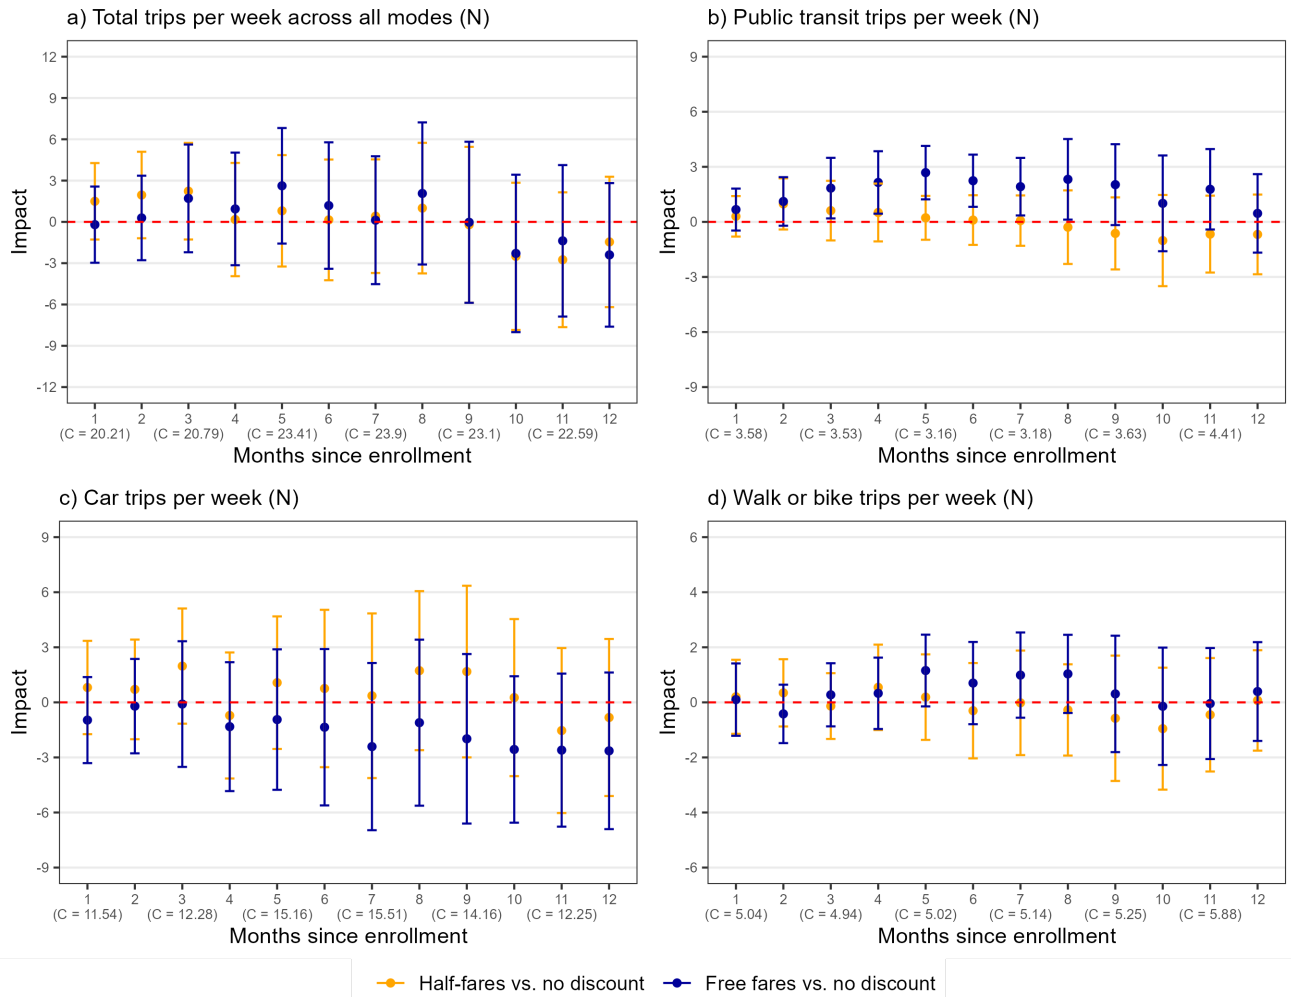 a) Total trips per week across all modes (N)
12
9
6
3
0
-3
-6
-9
-12
Impact
1 2 3 4 5 6 7 8 9 10 11 12
(C = 20.21) (C = 20.79) (C = 23.41) (C = 23.9) (C = 23.1) (C = 22.59)
Months since enrollment
b) Public transit trips per week (N)
9
6
3
0
-3
-6
-9
Impact
1 2 3 4 5 6 7 8 9 10 11 12
(C = 3.58) (C = 3.53) (C = 3.16) (C = 3.18) (C = 3.63) (C = 4.41)
Months since enrollment
c) Car trips per week (N)
9
6
3
0
-3
-6
-9
Impact
1 2 3 4 5 6 7 8 9 10 11 12
(C = 11.54) (C = 12.28) (C = 15.16) (C = 15.51) (C = 14.16) (C = 12.25)
Months since enrollment
d) Walk or bike trips per week (N)
6
4
2
0
-2
-4
-6
Impact
1 2 3 4 5 6 7 8 9 10 11 12
(C = 5.04) (C = 4.94) (C = 5.02) (C = 5.14) (C = 5.25) (C = 5.88)
Months since enrollment
Half-fares vs. no discount Free fares vs. no discount